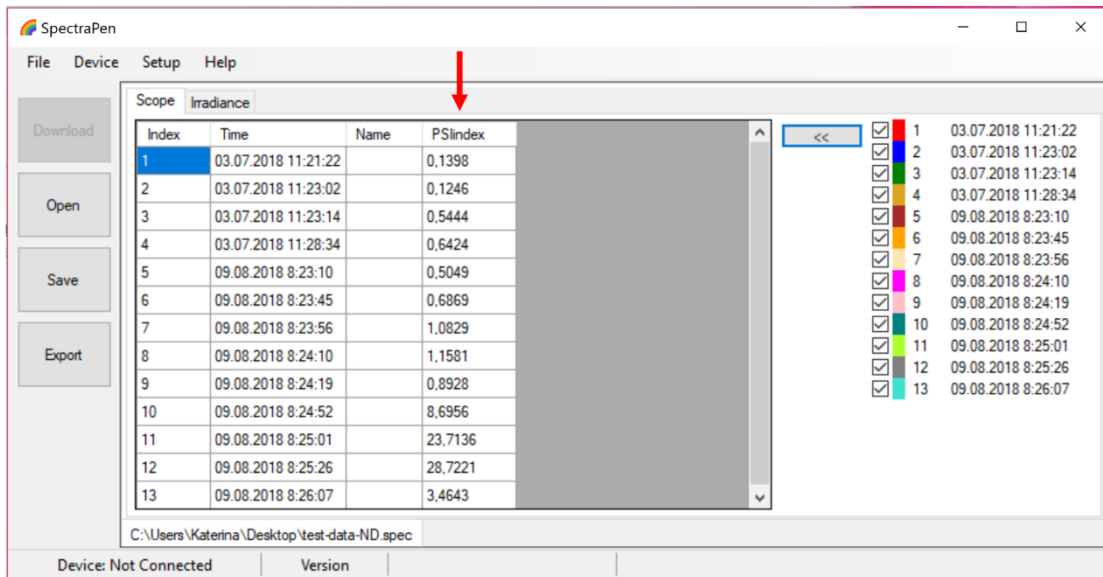 SpectraPen
File Device Setup Help
Download
Open
Save
Export
Scope Irradiance
Index Time Name PSIindex
1 03.07.2018 11:21:22 0,1398
2 03.07.2018 11:23:02 0,1246
3 03.07.2018 11:23:14 0,5444
4 03.07.2018 11:28:34 0,6424
5 09.08.2018 8:23:10 0,5049
6 09.08.2018 8:23:45 0,6869
7 09.08.2018 8:23:56 1,0829
8 09.08.2018 8:24:10 1,1581
9 09.08.2018 8:24:19 0,8928
10 09.08.2018 8:24:52 8,6956
11 09.08.2018 8:25:01 23,7136
12 09.08.2018 8:25:26 28,7221
13 09.08.2018 8:26:07 3,4643
<<
1 03.07.2018 11:21:22
2 03.07.2018 11:23:02
3 03.07.2018 11:23:14
4 03.07.2018 11:28:34
5 09.08.2018 8:23:10
6 09.08.2018 8:23:45
7 09.08.2018 8:23:56
8 09.08.2018 8:24:10
9 09.08.2018 8:24:19
10 09.08.2018 8:24:52
11 09.08.2018 8:25:01
12 09.08.2018 8:25:26
13 09.08.2018 8:26:07
C:\Users\Katerina\Desktop\test-data-ND.spec
Device: Not Connected Version